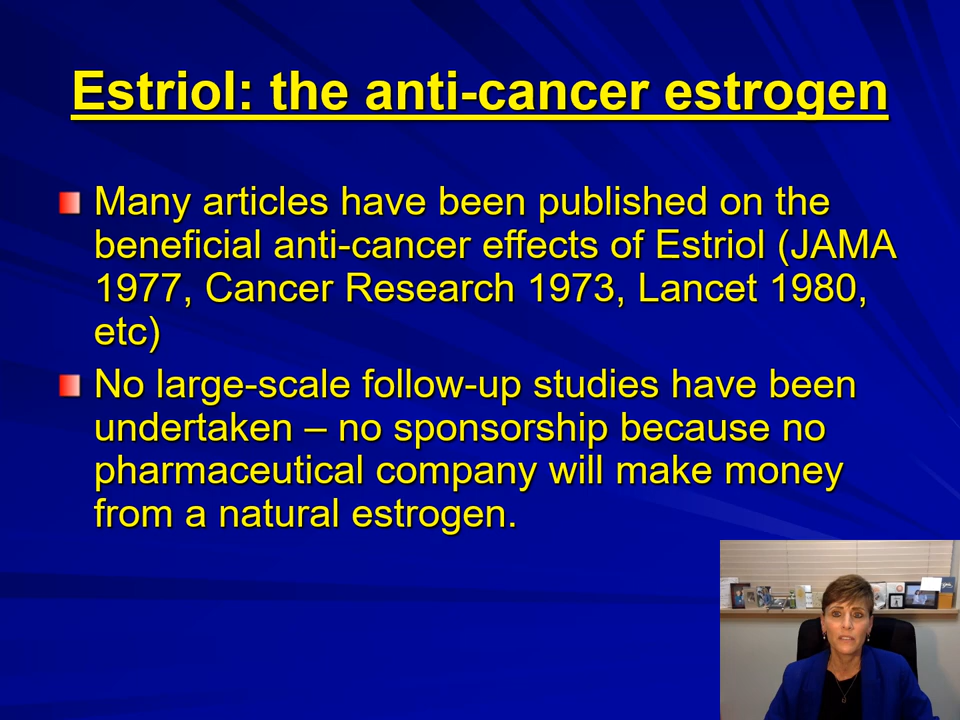 Estriol: the anti-cancer estrogen
Many articles have been published on the
beneficial anti-cancer effects of Estriol (JAMA
1977, Cancer Research 1973, Lancet 1980,
etc)
No large-scale follow-up studies have been
undertaken – no sponsorship because no
pharmaceutical company will make money
from a natural estrogen.